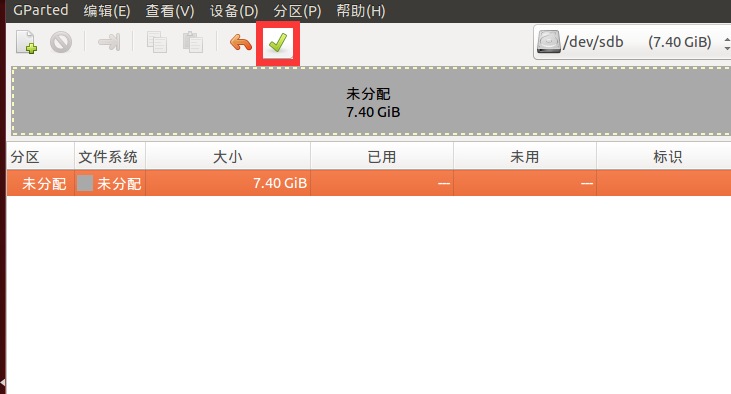 GParted 编辑(E) 查看(V) 设备(D) 分区(P) 帮助(H)
/dev/sdb (7.40 GiB)
未分配
7.40 GiB
分区 文件系统 大小 已用 未用 标识
未分配 未分配 7.40 GiB --- ---